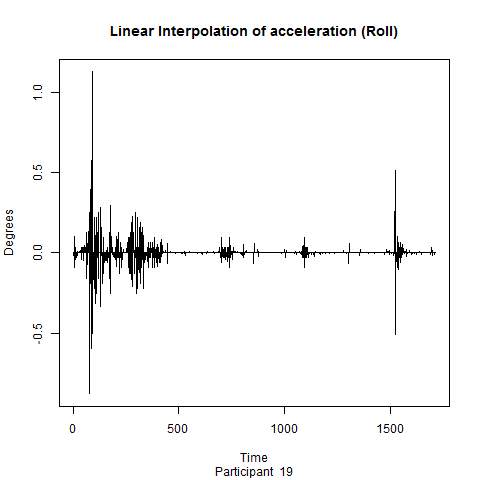 Linear Interpolation of acceleration (Roll)
Degrees
1.0
0.5
0.0
-0.5
0 500 1000 1500
Time
Participant 19